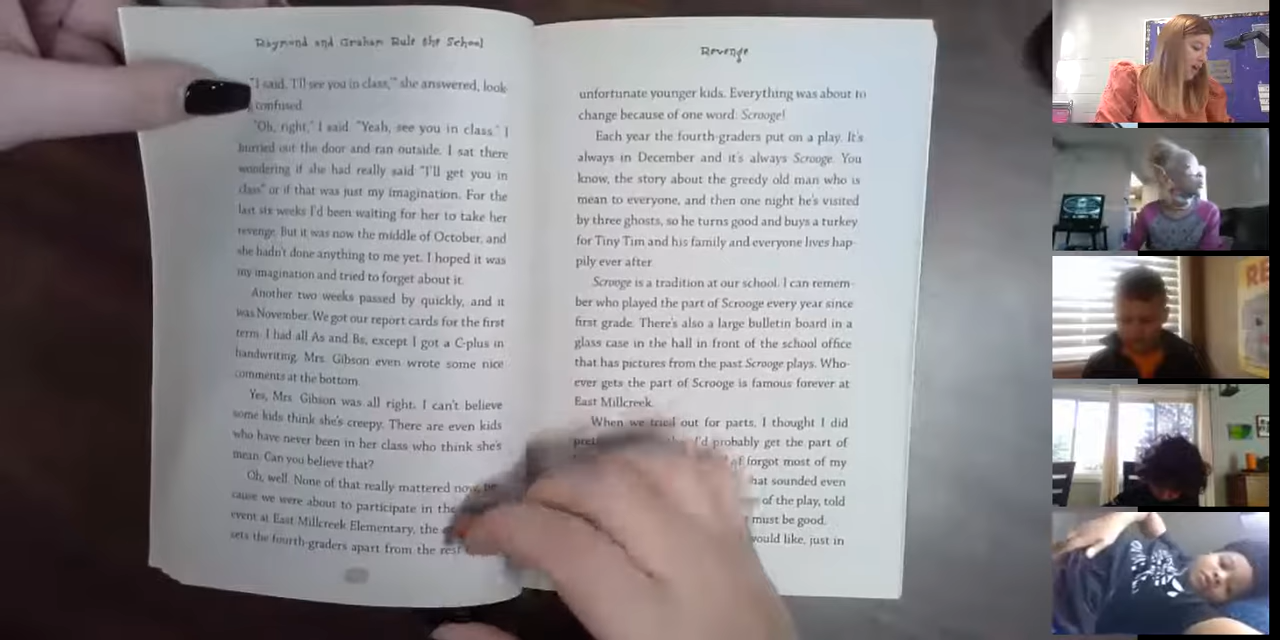 Raymond and Graham Rule the School
"I said, I'll see you in class," she answered, look-
confused.
"Oh, right," I said. "Yeah, see you in class." I
hurried out the door and ran outside. I sat there
wondering if she had really said "I'll get you in
class" or if that was just my imagination. For the
last six weeks I'd been waiting for her to take her
revenge. But it was now the middle of October, and
she hadn't done anything to me yet. I hoped it was
my imagination and tried to forget about it.
Another two weeks passed by quickly, and it
was November. We got our report cards for the first
term. I had all As and Bs, except I got a C-plus in
handwriting. Mrs. Gibson even wrote some nice
comments at the bottom.
Yes, Mrs. Gibson was all right. I can't believe
some kids think she's creepy. There are even kids
who have never been in her class who think she's
mean. Can you believe that?
Oh, well. None of that really mattered now, be-
cause we were about to participate in the
event at East Millcreek Elementary, the
sets the fourth-graders apart from the rest
Revenge
unfortunate younger kids. Everything was about to
change because of one word. Scrooge!
Each year the fourth-graders put on a play. It's
always in December and it's always Scrooge. You
know, the story about the greedy old man who is
mean to everyone, and then one night he's visited
by three ghosts, so he turns good and buys a turkey
for Tiny Tim and his family and everyone lives hap-
pily ever after.
Scrooge is a tradition at our school. I can remem-
ber who played the part of Scrooge every year since
first grade. There's also a large bulletin board in a
glass case in the hall in front of the school office
that has pictures from the past Scrooge plays. Who-
ever gets the part of Scrooge is famous forever at
East Millcreek.
When we tried out for parts, I thought I did
I'd probably get the part of
forgot most of my
that sounded even
of the play, told
must be good.
would like, just in
RE